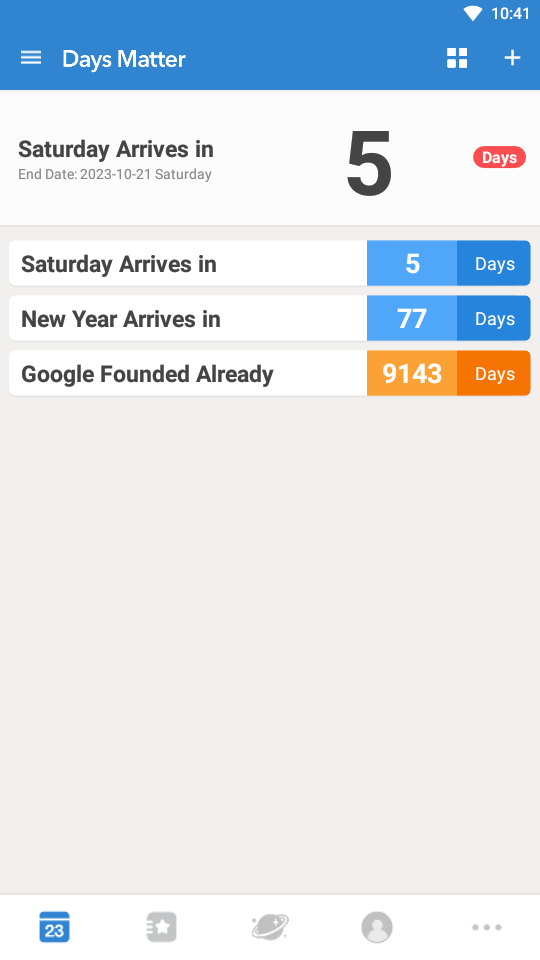 10:41
Days Matter
Saturday Arrives in
End Date: 2023-10-21 Saturday
5
Days
Saturday Arrives in 5 Days
New Year Arrives in 77 Days
Google Founded Already 9143 Days
23